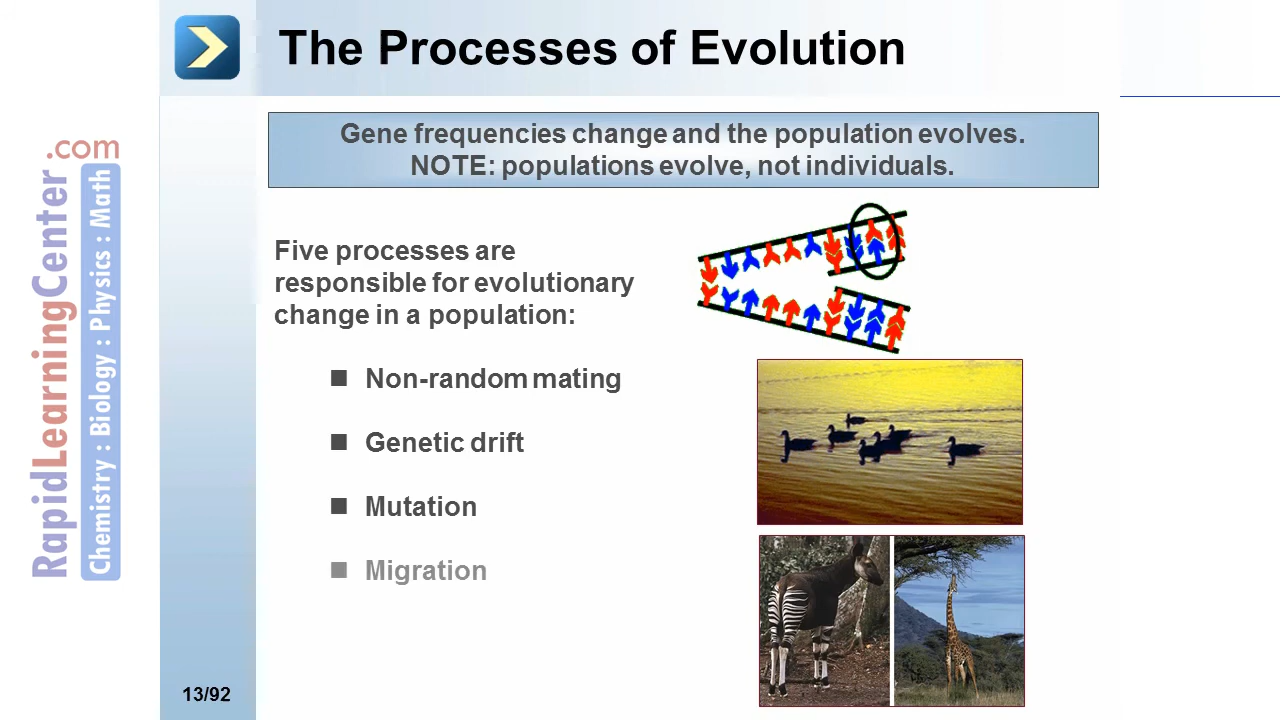 The Processes of Evolution
Gene frequencies change and the population evolves.
NOTE: populations evolve, not individuals.
Five processes are
responsible for evolutionary
change in a population:
Non-random mating
Genetic drift
Mutation
Migration
RapidLearningCenter.com
Chemistry : Biology : Physics : Math
13/92